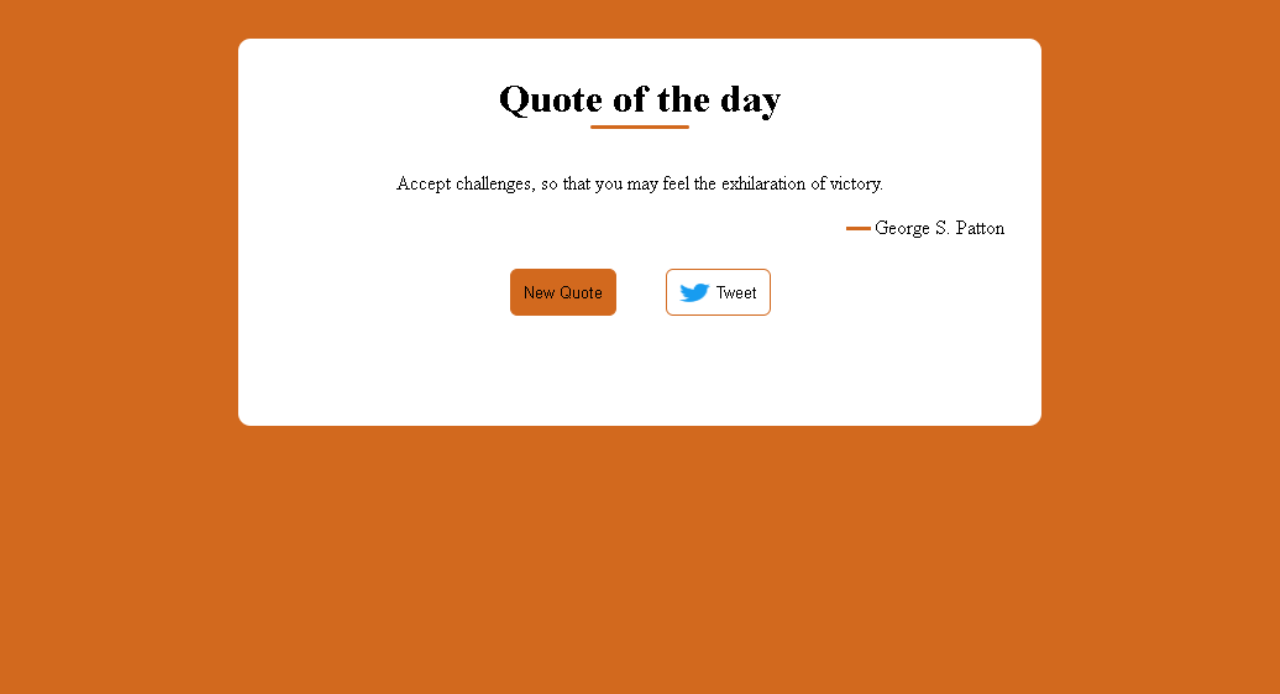 Quote of the day
Accept challenges, so that you may feel the exhilaration of victory.
George S. Patton
New Quote
Tweet